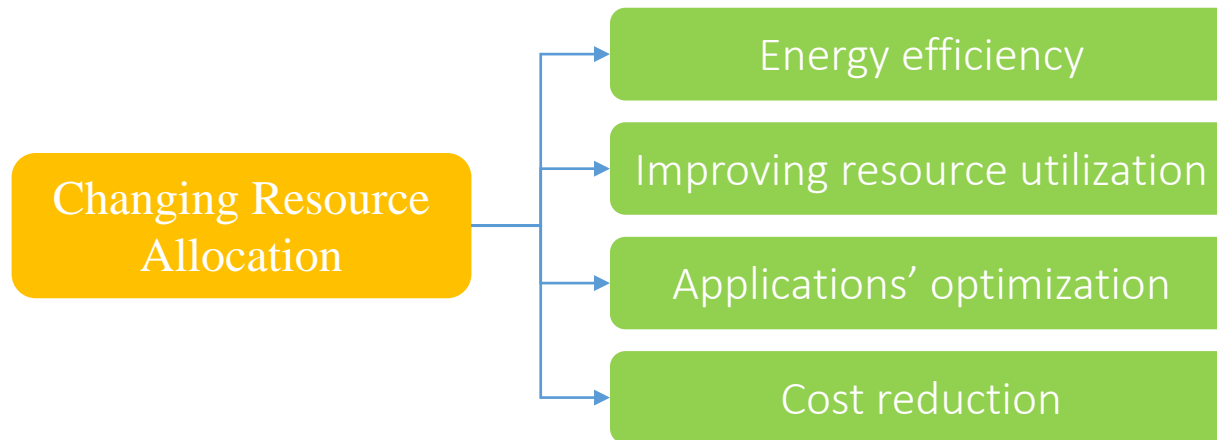 Energy efficiency
Improving resource utilization
Changing Resource
Allocation
Applications’ optimization
Cost reduction